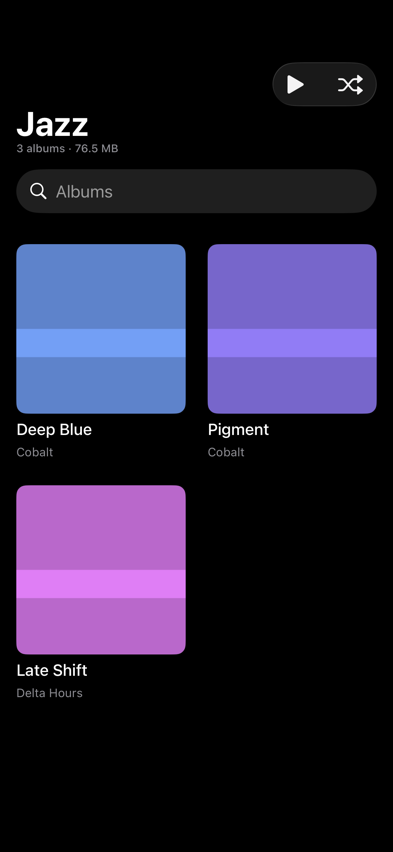 Jazz
3 albums · 76.5 MB
Albums
Deep Blue
Cobalt
Pigment
Cobalt
Late Shift
Delta Hours